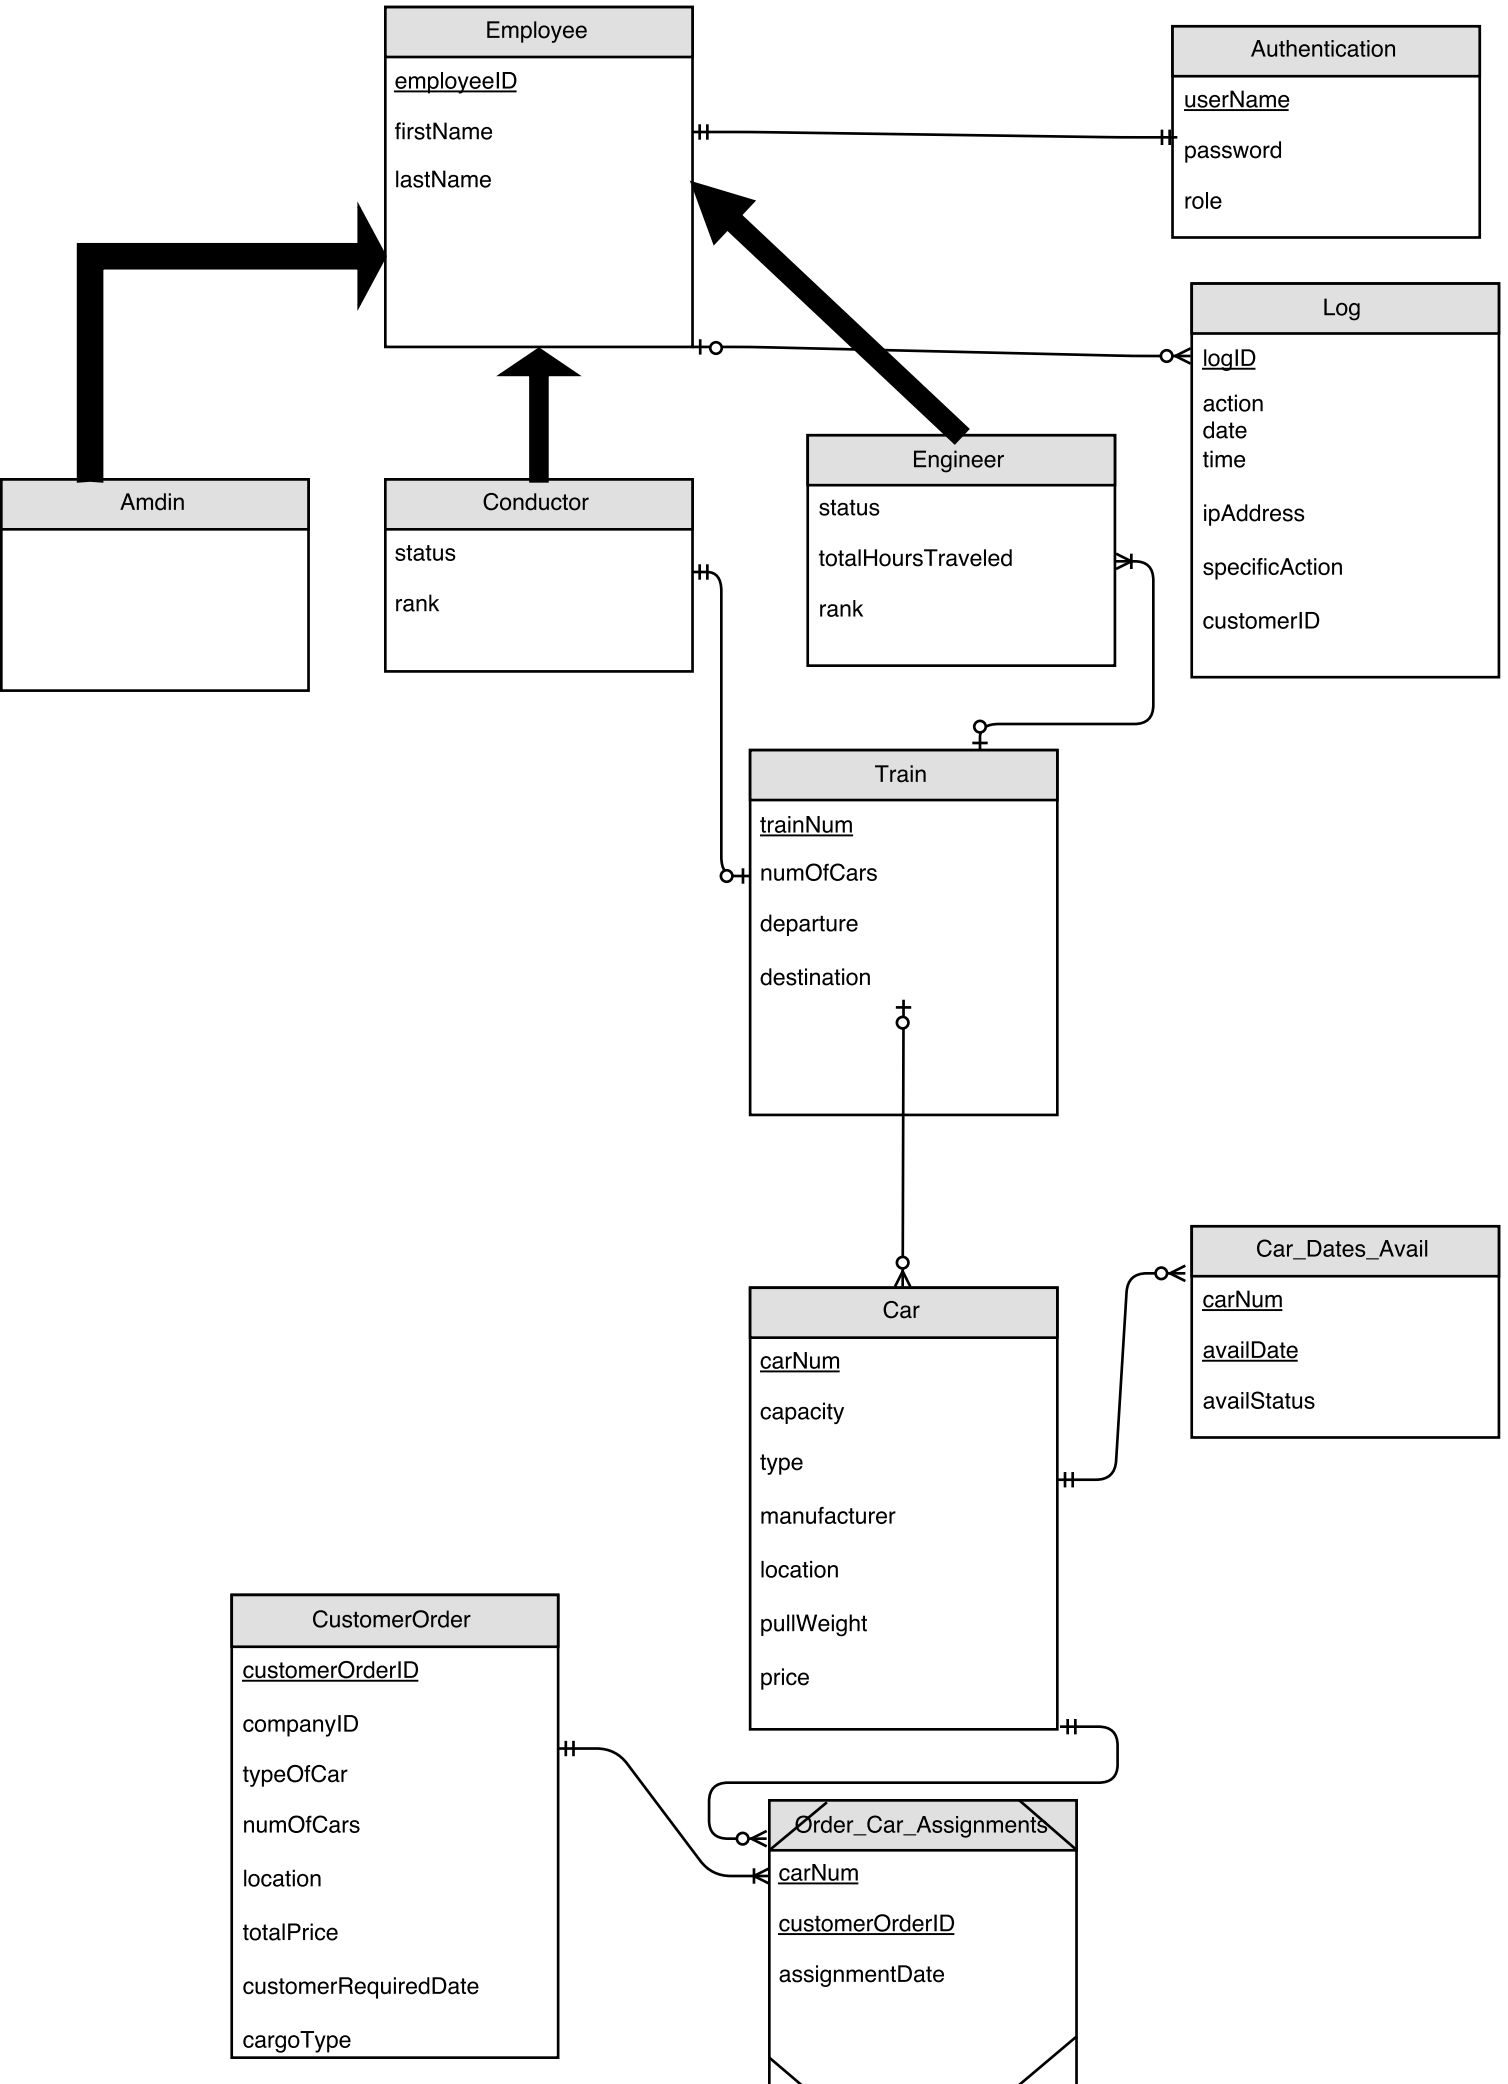 Employee
employeeID
firstName
lastName
Authentication
userName
password
role
Log
logID
action
date
time
ipAddress
specificAction
customerID
Amdin
Conductor
status
rank
Engineer
status
totalHoursTraveled
rank
Train
trainNum
numOfCars
departure
destination
Car_Dates_Avail
carNum
availDate
availStatus
Car
carNum
capacity
type
manufacturer
location
pullWeight
price
CustomerOrder
customerOrderID
companyID
typeOfCar
numOfCars
location
totalPrice
customerRequiredDate
cargoType
Order_Car_Assignments
carNum
customerOrderID
assignmentDate